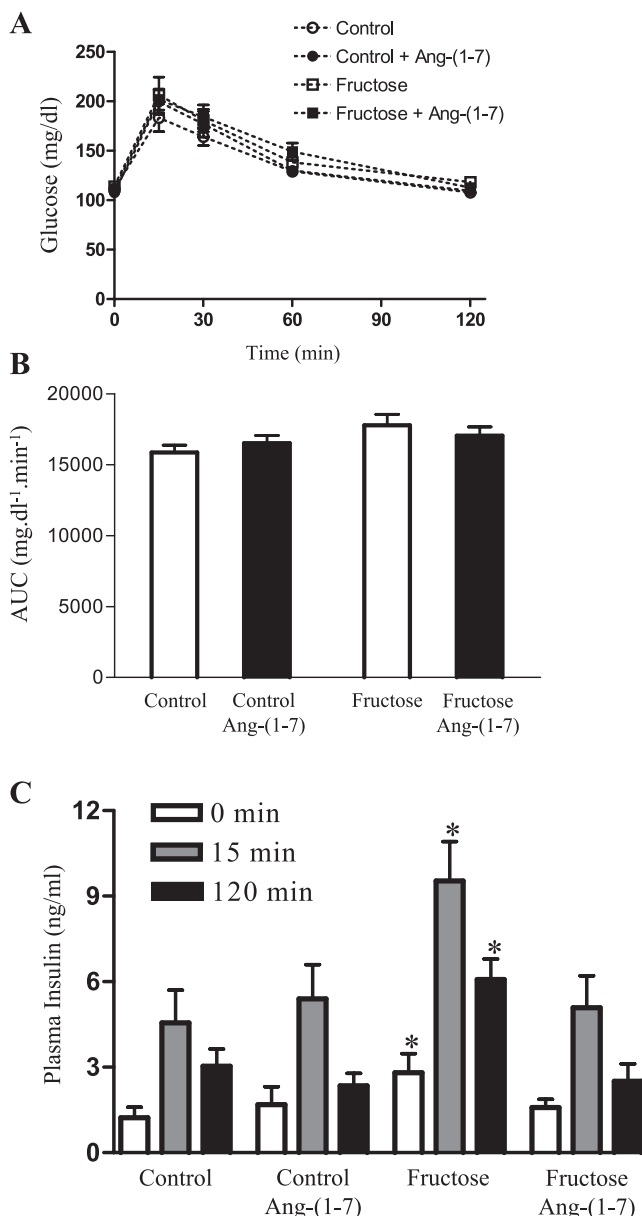 A
Control
Control + Ang-(1-7)
Fructose
Fructose + Ang-(1-7)
250
200
150
100
50
0
Glucose (mg/dl)
0 30 60 90 120
Time (min)
B
20000
15000
10000
5000
0
AUC (mg.dl-1.min-1)
Control Control Fructose Fructose
Ang-(1-7) Ang-(1-7)
C
12
9
6
3
0
Plasma Insulin (ng/ml)
0 min
15 min
120 min
* * *
Control Control Fructose Fructose
Ang-(1-7) Ang-(1-7)